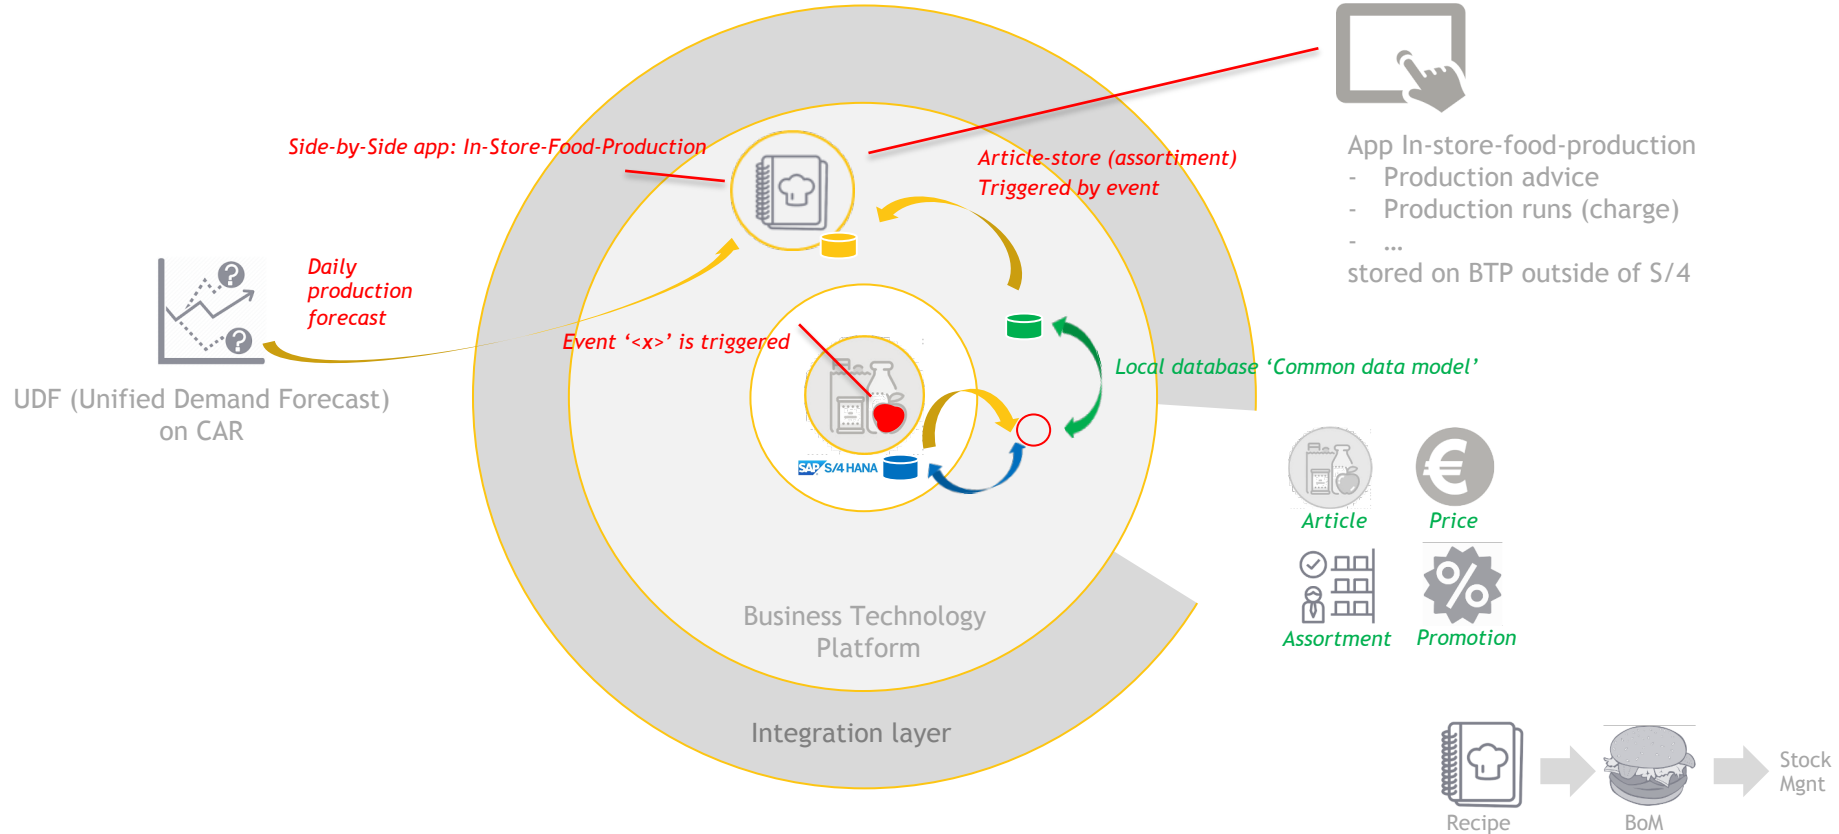 Side-by-Side app: In-Store-Food-Production
Article-store (assortiment)
Triggered by event
App In-store-food-production
- Production advice
- Production runs (charge)
- …
stored on BTP outside of S/4
Daily
production
forecast
?
?
UDF (Unified Demand Forecast)
on CAR
Event ‘<x>’ is triggered
Local database ‘Common data model’
SAP S/4HANA
€
Article
Price
%
Assortment
Promotion
Business Technology
Platform
Integration layer
Stock
Mgnt
Recipe
BoM